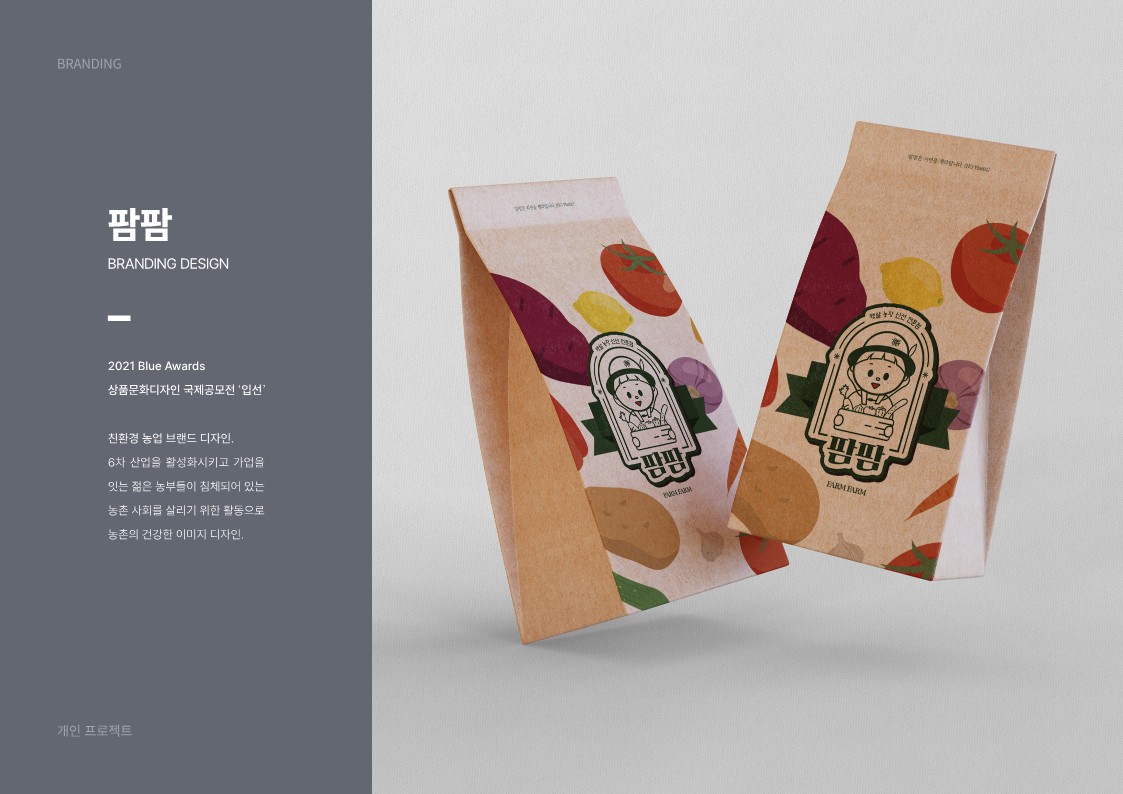 BRANDING
팜팜
BRANDING DESIGN
2021 Blue Awards
상품문화디자인 국제공모전 '입선'
친환경 농업 브랜드 디자인.
6차 산업을 활성화시키고 가업을
잇는 젊은 농부들이 침체되어 있는
농촌 사회를 살리기 위한 활동으로
농촌의 건강한 이미지 디자인.
개인 프로젝트
팜팜
FARM FARM
팜팜
FARM FARM